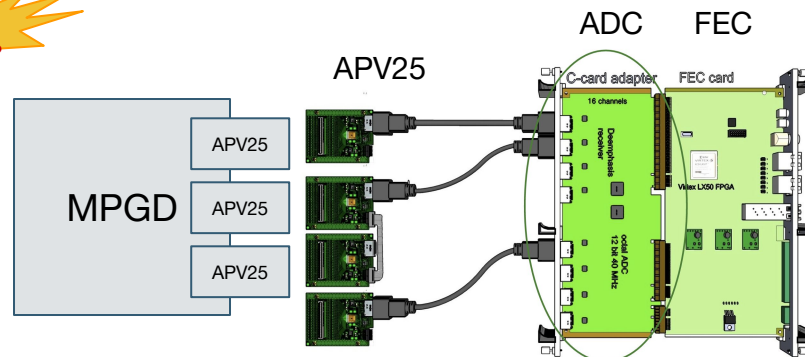 ADC
FEC
APV25
C-card adapter
FEC card
16 channels
APV25
Deemphasis
receiver
MPGD
APV25
Virtex LX50 FPGA
APV25
octal ADC
12 bit 40 MHz